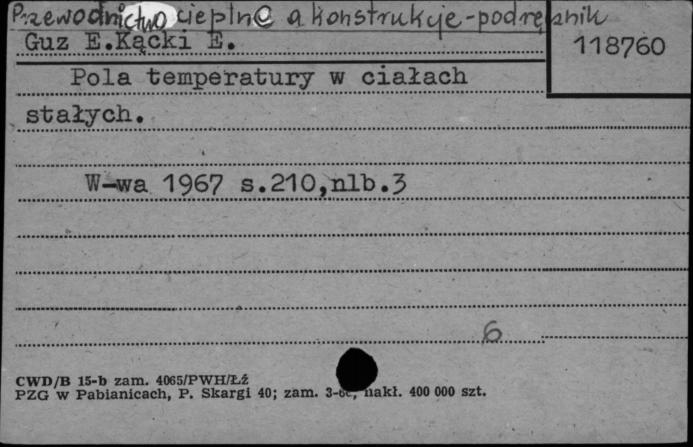 Przewodnictwo cieplne a konstrukcje-podręcznik
Guz E.Kącki E.
118760
Pola temperatury w ciałach
stałych.
W-wa 1967 s.210,nlb.3
6
CWD/B 15-b zam. 4065/PWH/Łź
PZG w Pabianicach, P. Skargi 40; zam. nakł. 400 000 szt.